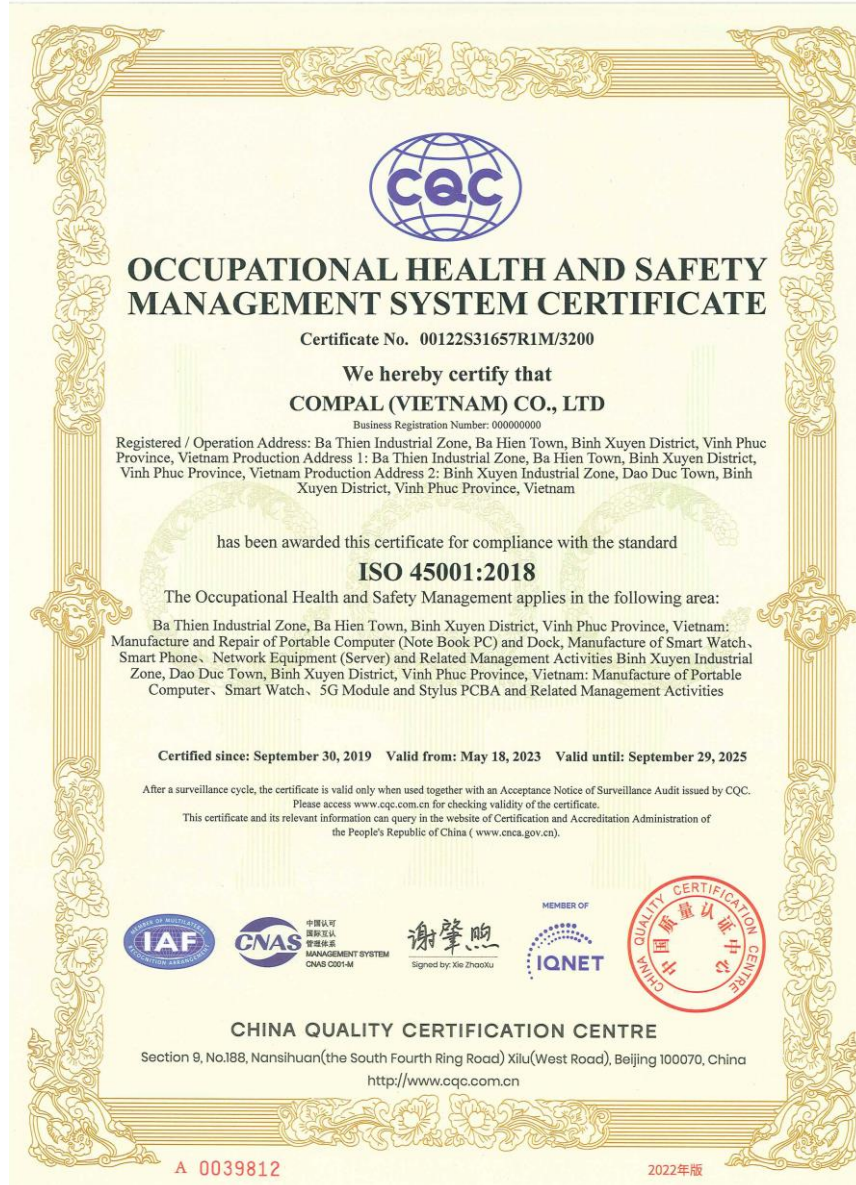 CQC
OCCUPATIONAL HEALTH AND SAFETY
MANAGEMENT SYSTEM CERTIFICATE
Certificate No. 00122S31657R1M/3200
We hereby certify that
COMPAL (VIETNAM) CO., LTD
Business Registration Number: 000000000
Registered / Operation Address: Ba Thien Industrial Zone, Ba Hien Town, Binh Xuyen District, Vinh Phuc
Province, Vietnam Production Address 1: Ba Thien Industrial Zone, Ba Hien Town, Binh Xuyen District,
Vinh Phuc Province, Vietnam Production Address 2: Binh Xuyen Industrial Zone, Dao Duc Town, Binh
Xuyen District, Vinh Phuc Province, Vietnam
has been awarded this certificate for compliance with the standard
ISO 45001:2018
The Occupational Health and Safety Management applies in the following area:
Ba Thien Industrial Zone, Ba Hien Town, Binh Xuyen District, Vinh Phuc Province, Vietnam:
Manufacture and Repair of Portable Computer (Note Book PC) and Dock, Manufacture of Smart Watch、
Smart Phone、Network Equipment (Server) and Related Management Activities Binh Xuyen Industrial
Zone, Dao Duc Town, Binh Xuyen District, Vinh Phuc Province, Vietnam: Manufacture of Portable
Computer、Smart Watch、5G Module and Stylus PCBA and Related Management Activities
Certified since: September 30, 2019 Valid from: May 18, 2023 Valid until: September 29, 2025
After a surveillance cycle, the certificate is valid only when used together with an Acceptance Notice of Surveillance Audit issued by CQC.
Please access www.cqc.com.cn for checking validity of the certificate.
This certificate and its relevant information can query in the website of Certification and Accreditation Administration of
the People's Republic of China ( www.cnca.gov.cn).
MEMBER OF MULTILATERAL
IAF
RECOGNITION ARRANGEMENT
CNAS
中国认可
国际互认
管理体系
MANAGEMENT SYSTEM
CNAS C001-M
谢肇煦
Signed by: Xie ZhaoXu
MEMBER OF
IQNET
CHINA QUALITY CERTIFICATION CENTRE
中国质量认证中心
CHINA QUALITY CERTIFICATION CENTRE
Section 9, No.188, Nansihuan(the South Fourth Ring Road) Xilu(West Road), Beijing 100070, China
http://www.cqc.com.cn
A 0039812
2022年版